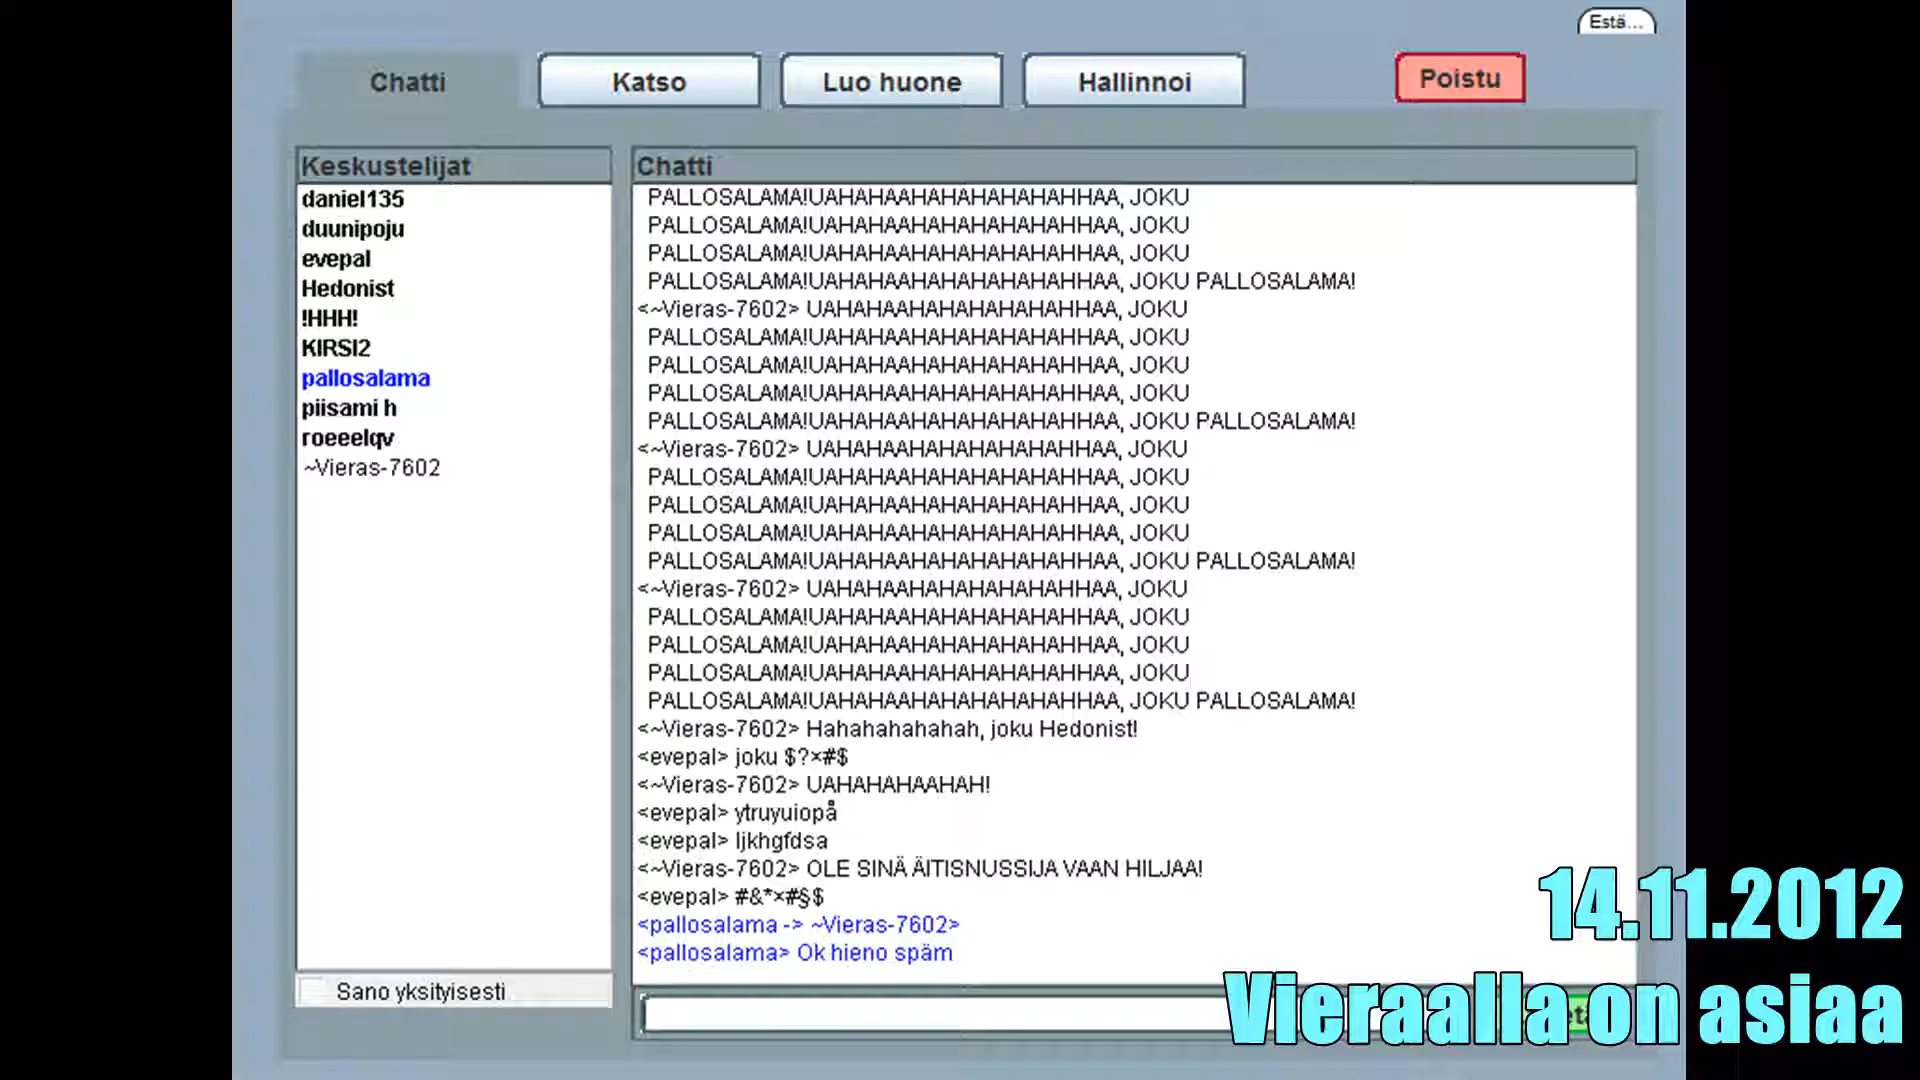 Estä...
Chatti
Katso
Luo huone
Hallinnoi
Poistu
Keskustelijat
daniel135
duunipoju
evepal
Hedonist
!HHH!
KIRSI2
pallosalama
piisami h
roeeelqv
~Vieras-7602
Sano yksityisesti
Chatti
PALLOSALAMA!UAHAHAAHAHAHAHAHAHHAA, JOKU
PALLOSALAMA!UAHAHAAHAHAHAHAHAHHAA, JOKU
PALLOSALAMA!UAHAHAAHAHAHAHAHAHHAA, JOKU
PALLOSALAMA!UAHAHAAHAHAHAHAHAHHAA, JOKU PALLOSALAMA!
<~Vieras-7602> UAHAHAAHAHAHAHAHAHHAA, JOKU
PALLOSALAMA!UAHAHAAHAHAHAHAHAHHAA, JOKU
PALLOSALAMA!UAHAHAAHAHAHAHAHAHHAA, JOKU
PALLOSALAMA!UAHAHAAHAHAHAHAHAHHAA, JOKU
PALLOSALAMA!UAHAHAAHAHAHAHAHAHHAA, JOKU PALLOSALAMA!
<~Vieras-7602> UAHAHAAHAHAHAHAHAHHAA, JOKU
PALLOSALAMA!UAHAHAAHAHAHAHAHAHHAA, JOKU
PALLOSALAMA!UAHAHAAHAHAHAHAHAHHAA, JOKU
PALLOSALAMA!UAHAHAAHAHAHAHAHAHHAA, JOKU
PALLOSALAMA!UAHAHAAHAHAHAHAHAHHAA, JOKU PALLOSALAMA!
<~Vieras-7602> UAHAHAAHAHAHAHAHAHHAA, JOKU
PALLOSALAMA!UAHAHAAHAHAHAHAHAHHAA, JOKU
PALLOSALAMA!UAHAHAAHAHAHAHAHAHHAA, JOKU
PALLOSALAMA!UAHAHAAHAHAHAHAHAHHAA, JOKU
PALLOSALAMA!UAHAHAAHAHAHAHAHAHHAA, JOKU PALLOSALAMA!
<~Vieras-7602> Hahahahahahah, joku Hedonist!
<evepal> joku $?×#$
<~Vieras-7602> UAHAHAHAAHAH!
<evepal> ytruyuiopå
<evepal> ljkhgfdsa
<~Vieras-7602> OLE SINÄ ÄITISNUSSIJA VAAN HILJAA!
<evepal> #&*×#§$
<pallosalama -> ~Vieras-7602>
<pallosalama> Ok hieno späm
14.11.2012
Vieraalla on asiaa